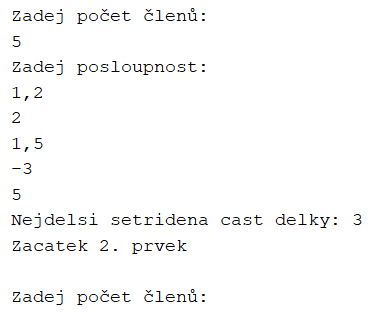 Zadej počet členů:
5
Zadej posloupnost:
1,2
2
1,5
-3
5
Nejdelsi setridena cast delky: 3
Zacatek 2. prvek
Zadej počet členů: